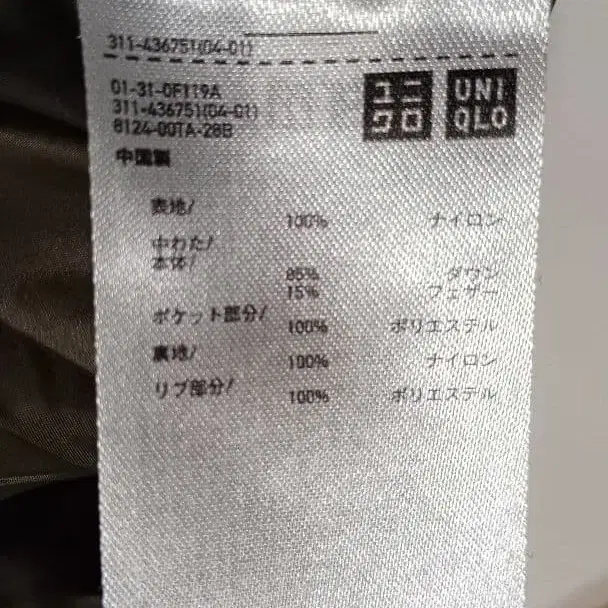 311-436751(04-01)
01-31-0F119A
311-436751(04-01)
8124-00TA-28B
ユニクロ
UNIQLO
中国製
表地/
100% ナイロン
中わた/
本体/
85% ダウン
15% フェザー
ポケット部分/
100% ポリエステル
裏地/
100% ナイロン
リブ部分/
100% ポリエステル